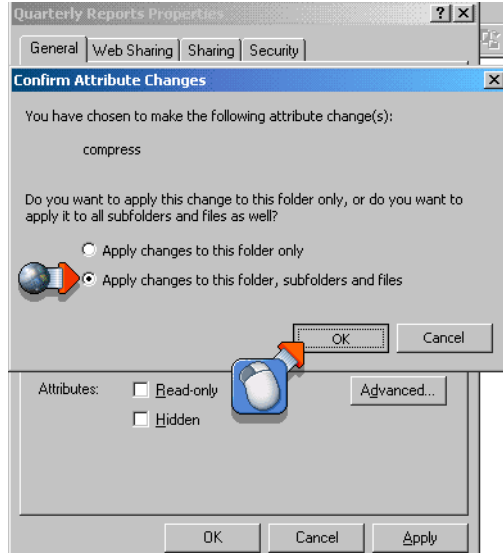 Quarterly Reports Properties
General Web Sharing Sharing Security
Confirm Attribute Changes
You have chosen to make the following attribute change(s):
compress
Do you want to apply this change to this folder only, or do you want to
apply it to all subfolders and files as well?
Apply changes to this folder only
Apply changes to this folder, subfolders and files
OK Cancel
Attributes: Read-only Advanced...
Hidden
OK Cancel Apply